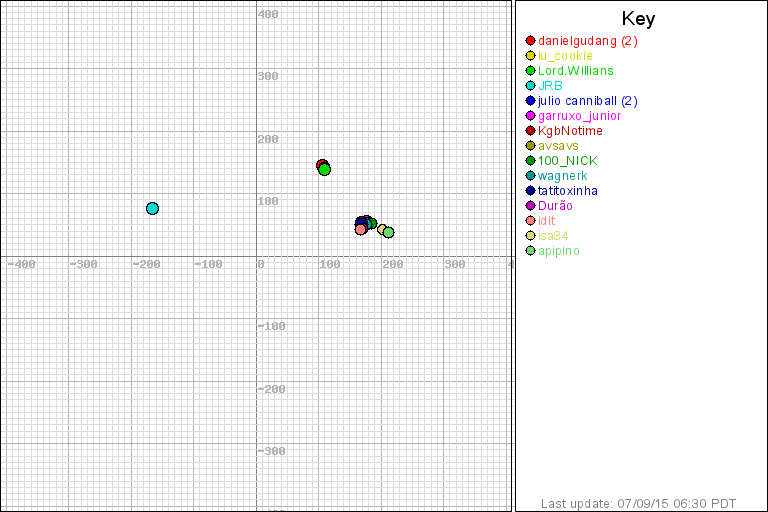 400
300
200
100
-400 -300 -200 -100 0 100 200 300 4
-100
-200
-300
Key
danielgudang (2)
lu_cookie
Lord.Willians
JRB
julio canniball (2)
garruxo_junior
KgbNotime
avsavs
100_NICK
wagnerk
tatitoxinha
Durão
idit
isa84
apipino
Last update: 07/09/15 06:30 PDT